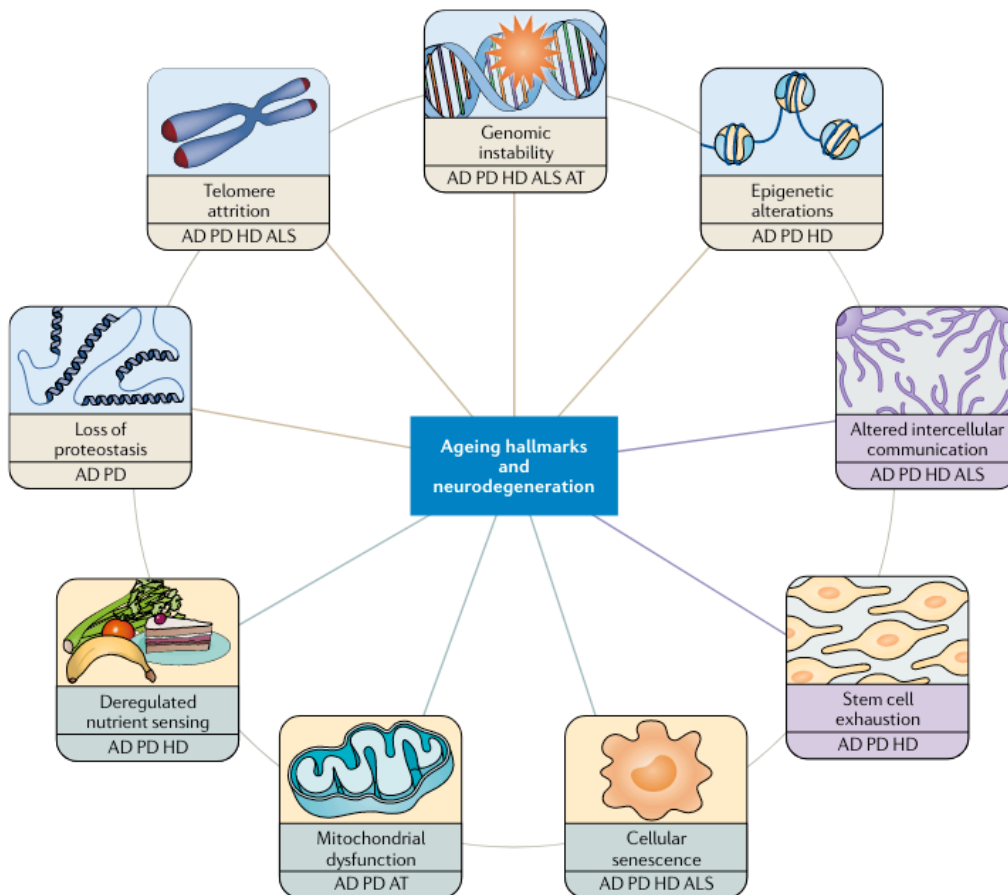 Genomic
instability
AD PD HD ALS AT
Telomere
attrition
AD PD HD ALS
Epigenetic
alterations
AD PD HD
Loss of
proteostasis
AD PD
Ageing hallmarks
and
neurodegeneration
Altered intercellular
communication
AD PD HD ALS
Deregulated
nutrient sensing
AD PD HD
Stem cell
exhaustion
AD PD HD
Mitochondrial
dysfunction
AD PD AT
Cellular
senescence
AD PD HD ALS